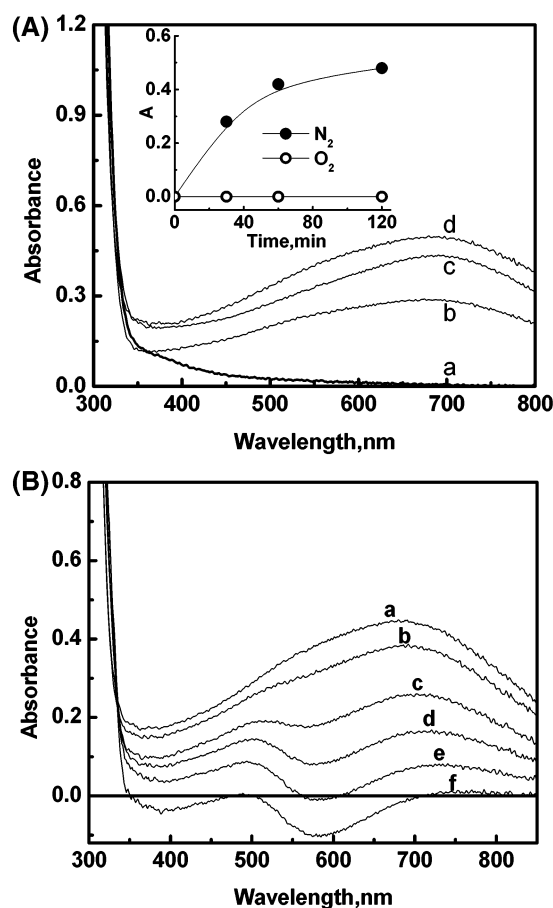 (A)
1.2
0.9
0.6
0.3
0.0
Absorbance
0.6
0.4
0.2
0.0
A
N2
O2
0 40 80 120
Time,min
d
c
b
a
300 400 500 600 700 800
Wavelength,nm
(B)
0.8
0.6
0.4
0.2
0.0
Absorbance
a
b
c
d
e
f
300 400 500 600 700 800
Wavelength,nm